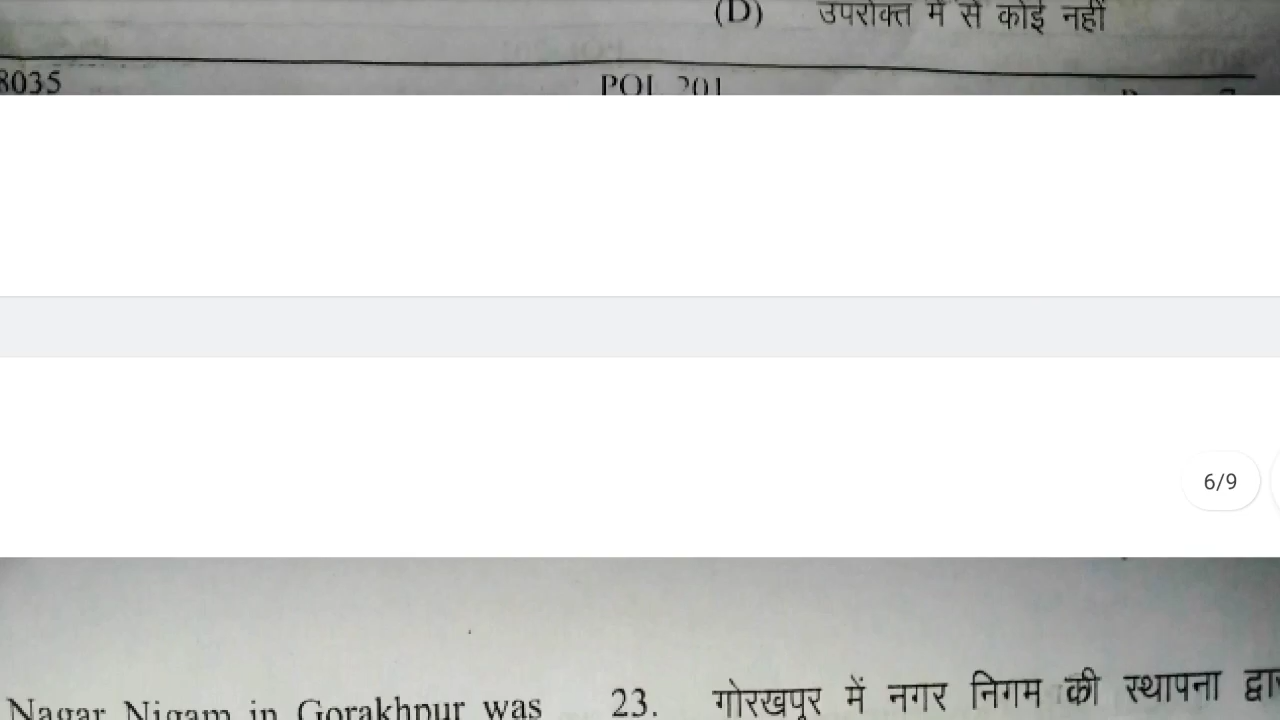 (D) उपरोक्त में से कोई नहीं
8035 POL 201
6/9
Nagar Nigam in Gorakhpur was 23. गोरखपुर में नगर निगम की स्थापना